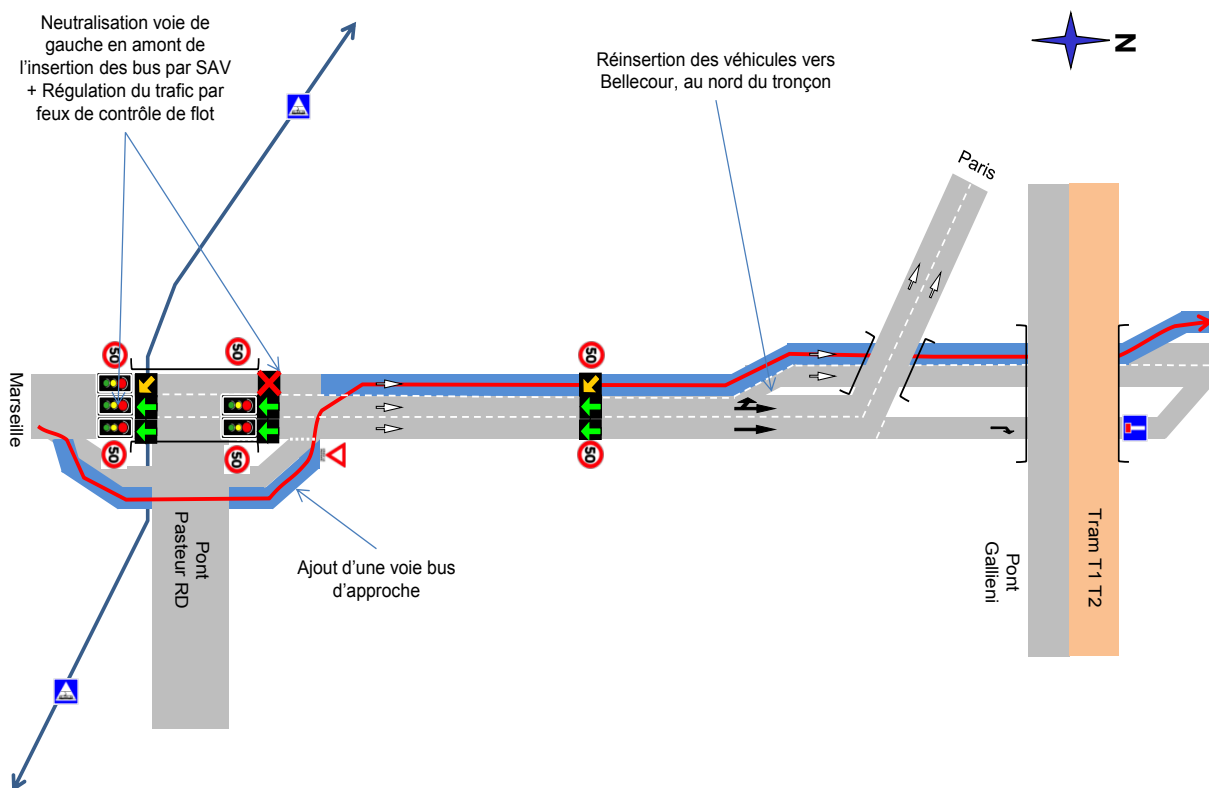 Neutralisation voie de
gauche en amont de
l'insertion des bus par SAV
+ Régulation du trafic par
feux de contrôle de flot
Réinsertion des véhicules vers
Bellecour, au nord du tronçon
N
Paris
50
50
50
Marseille
50
50
50
Pont
Pasteur RD
Ajout d'une voie bus
d'approche
Pont
Gallieni
Tram T1 T2